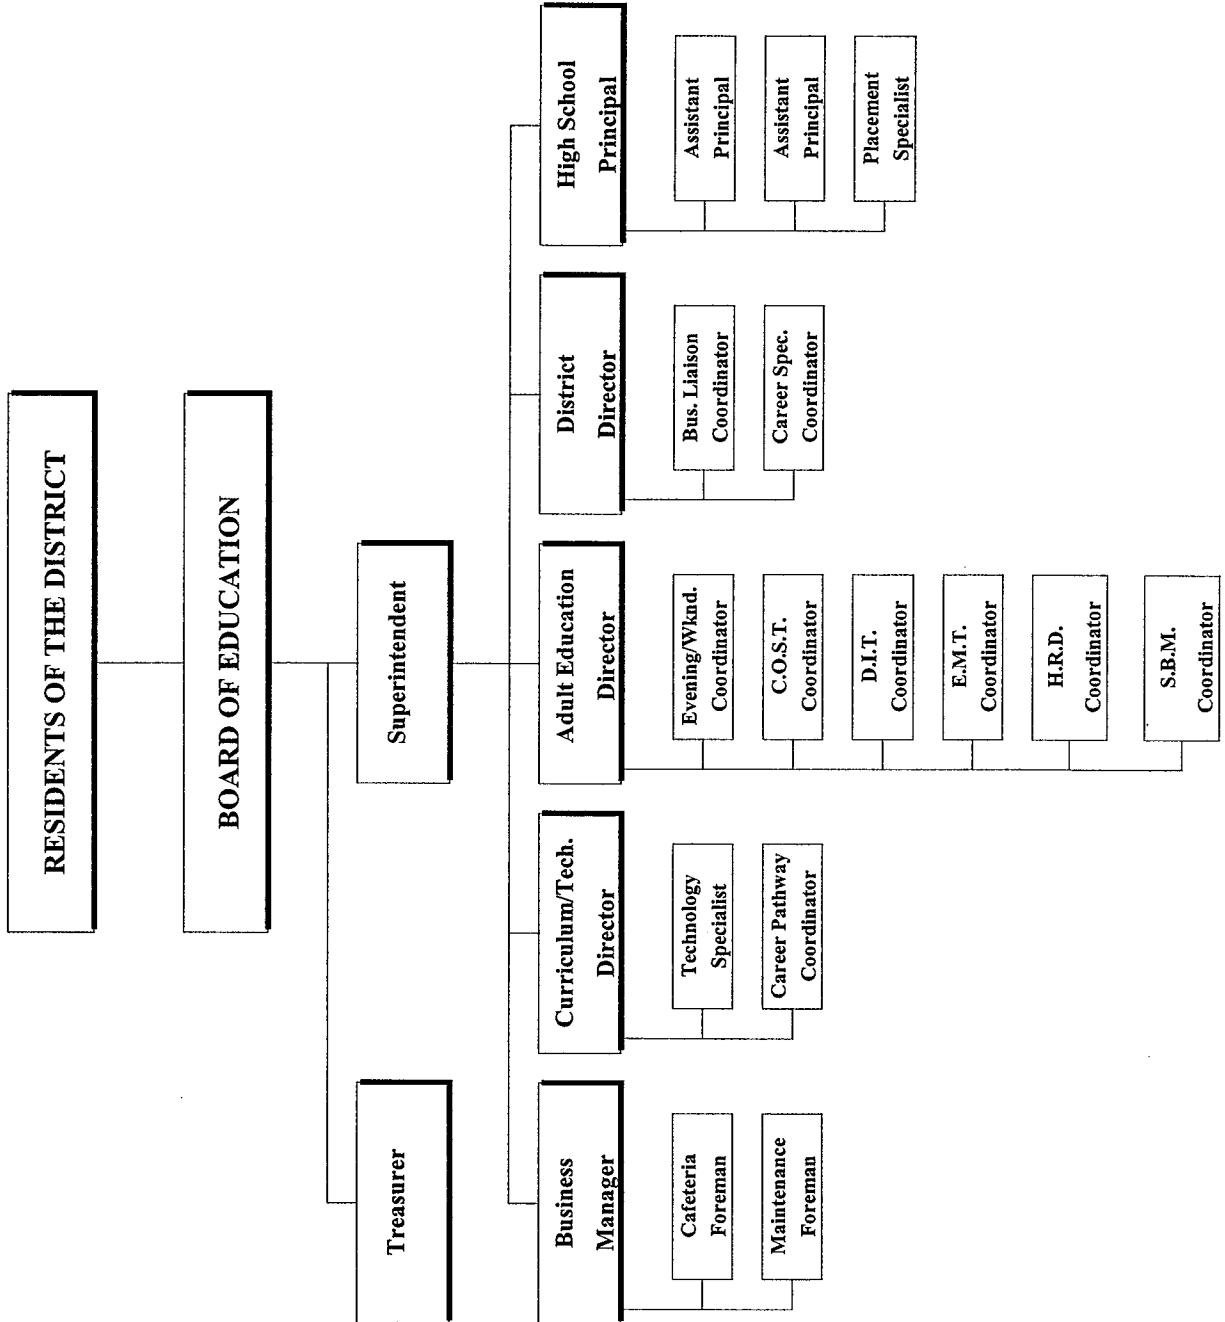 RESIDENTS OF THE DISTRICT
BOARD OF EDUCATION
Treasurer
Superintendent
Business
Manager
Curriculum/Tech.
Director
Adult Education
Director
District
Director
High School
Principal
Cafeteria
Foreman
Maintenance
Foreman
Technology
Specialist
Career Pathway
Coordinator
Evening/Wknd.
Coordinator
C.O.S.T.
Coordinator
D.I.T.
Coordinator
E.M.T.
Coordinator
H.R.D.
Coordinator
S.B.M.
Coordinator
Bus. Liaison
Coordinator
Career Spec.
Coordinator
Assistant
Principal
Assistant
Principal
Placement
Specialist